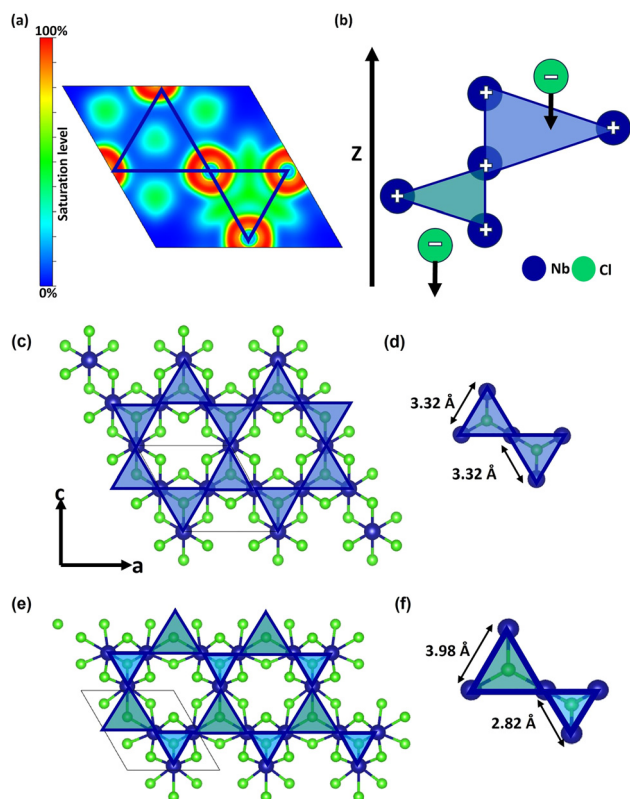 (a)
100%
Saturation level
0%
(b)
Z
+
−
+
+
+
+
−
Nb
Cl
(c)
c
a
(d)
3.32 Å
3.32 Å
(e)
(f)
3.98 Å
2.82 Å